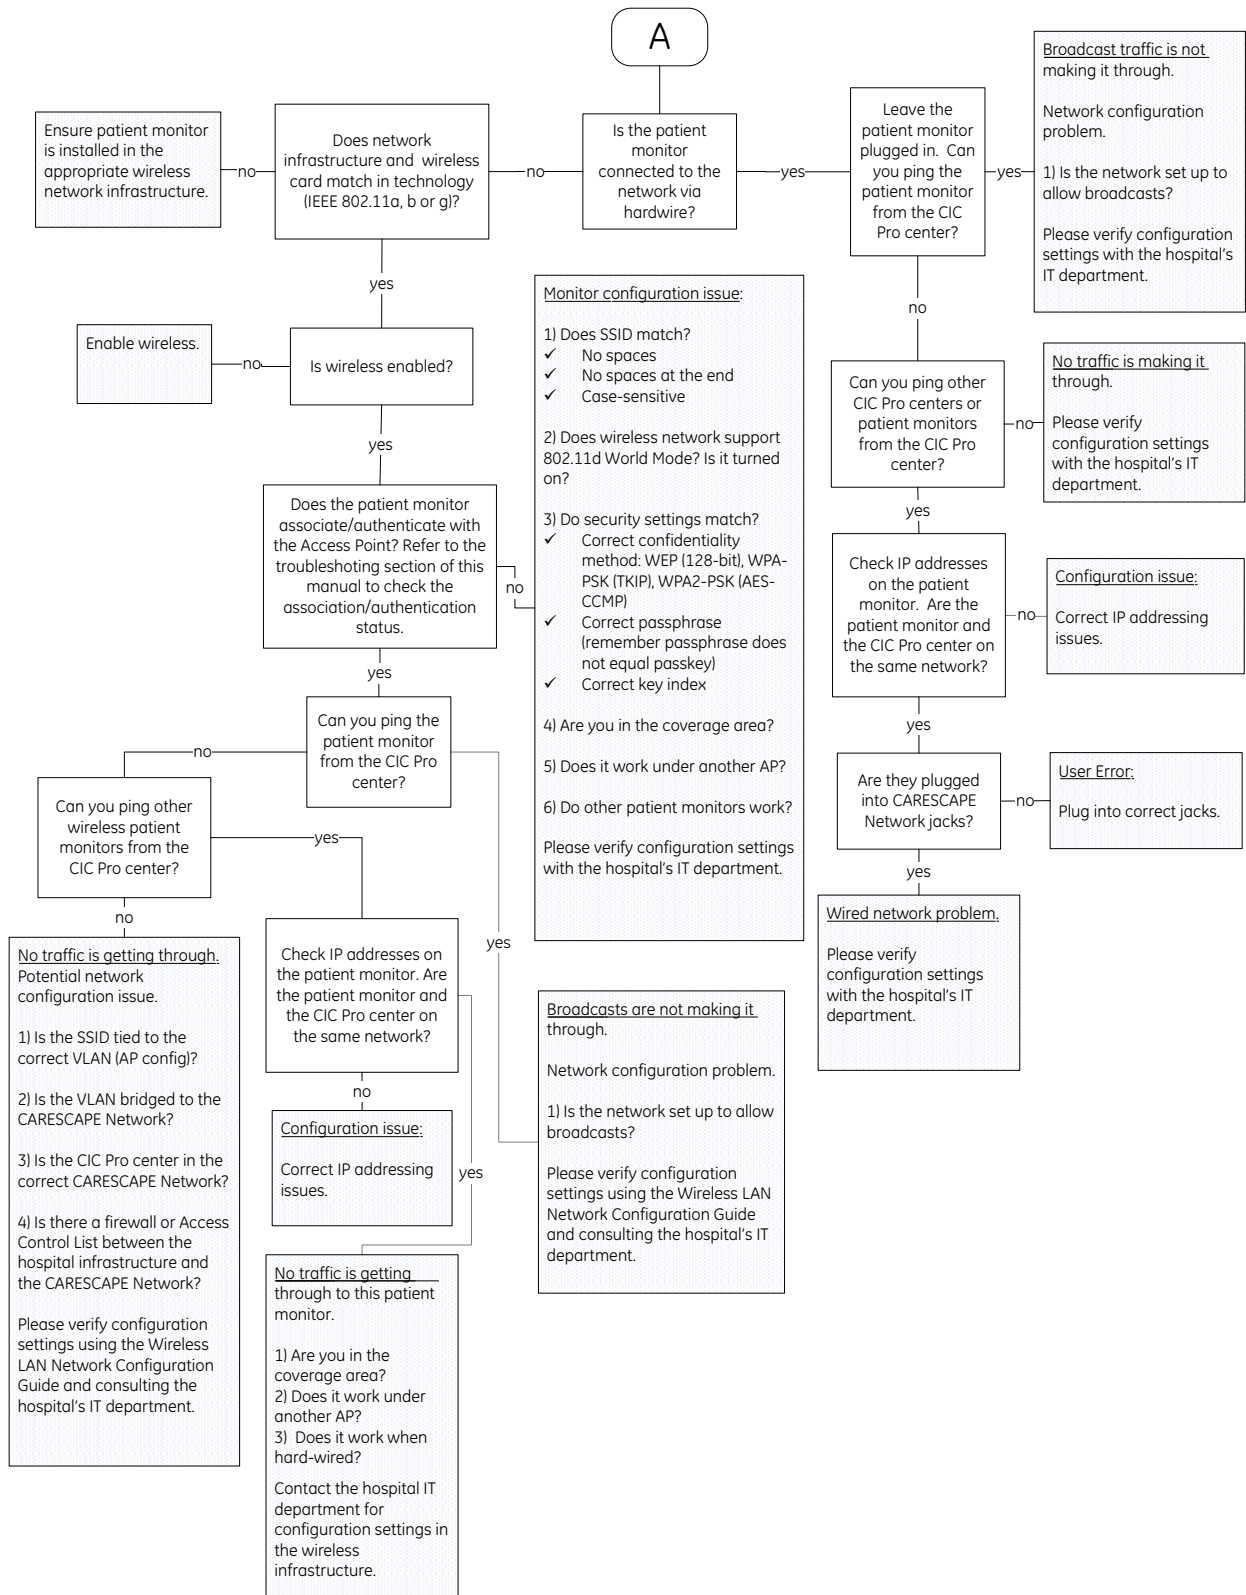 A
Is the patient
monitor
connected to the
network via
hardwire?
no
yes
Does network
infrastructure and wireless
card match in technology
(IEEE 802.11a, b or g)?
no
Ensure patient monitor
is installed in the
appropriate wireless
network infrastructure.
yes
Is wireless enabled?
no
Enable wireless.
yes
Does the patient monitor
associate/authenticate with
the Access Point? Refer to the
troubleshoting section of this
manual to check the
association/authentication
status.
no
Monitor configuration issue:
1) Does SSID match?
✓ No spaces
✓ No spaces at the end
✓ Case-sensitive
2) Does wireless network support
802.11d World Mode? Is it turned
on?
3) Do security settings match?
✓ Correct confidentiality
method: WEP (128-bit), WPA-
PSK (TKIP), WPA2-PSK (AES-
CCMP)
✓ Correct passphrase
(remember passphrase does
not equal passkey)
✓ Correct key index
4) Are you in the coverage area?
5) Does it work under another AP?
6) Do other patient monitors work?
Please verify configuration settings
with the hospital's IT department.
yes
Can you ping the
patient monitor
from the CIC Pro
center?
no
Can you ping other
wireless patient
monitors from the
CIC Pro center?
yes
no
No traffic is getting through.
Potential network
configuration issue.
1) Is the SSID tied to the
correct VLAN (AP config)?
2) Is the VLAN bridged to the
CARESCAPE Network?
3) Is the CIC Pro center in the
correct CARESCAPE Network?
4) Is there a firewall or Access
Control List between the
hospital infrastructure and
the CARESCAPE Network?
Please verify configuration
settings using the Wireless
LAN Network Configuration
Guide and consulting the
hospital's IT department.
Check IP addresses on
the patient monitor. Are
the patient monitor and
the CIC Pro center on
the same network?
no
Configuration issue:
Correct IP addressing
issues.
yes
No traffic is getting
through to this patient
monitor.
1) Are you in the
coverage area?
2) Does it work under
another AP?
3) Does it work when
hard-wired?
Contact the hospital IT
department for
configuration settings in
the wireless
infrastructure.
yes
Broadcasts are not making it
through.
Network configuration problem.
1) Is the network set up to allow
broadcasts?
Please verify configuration
settings using the Wireless LAN
Network Configuration Guide
and consulting the hospital's IT
department.
Leave the
patient monitor
plugged in. Can
you ping the
patient monitor
from the CIC
Pro center?
yes
Broadcast traffic is not
making it through.
Network configuration
problem.
1) Is the network set up to
allow broadcasts?
Please verify configuration
settings with the hospital's
IT department.
no
Can you ping other
CIC Pro centers or
patient monitors
from the CIC Pro
center?
no
No traffic is making it
through.
Please verify
configuration settings
with the hospital's IT
department.
yes
Check IP addresses
on the patient
monitor. Are the
patient monitor and
the CIC Pro center on
the same network?
no
Configuration issue:
Correct IP addressing
issues.
yes
Are they plugged
into CARESCAPE
Network jacks?
no
User Error:
Plug into correct jacks.
yes
Wired network problem.
Please verify
configuration settings
with the hospital's IT
department.